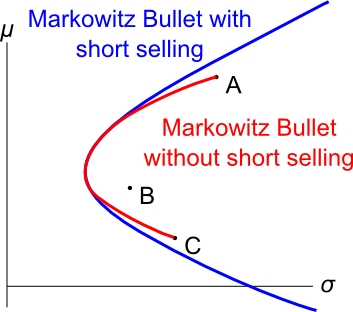 Markowitz Bullet with
short selling
μ
A
Markowitz Bullet
without short selling
B
C
σ